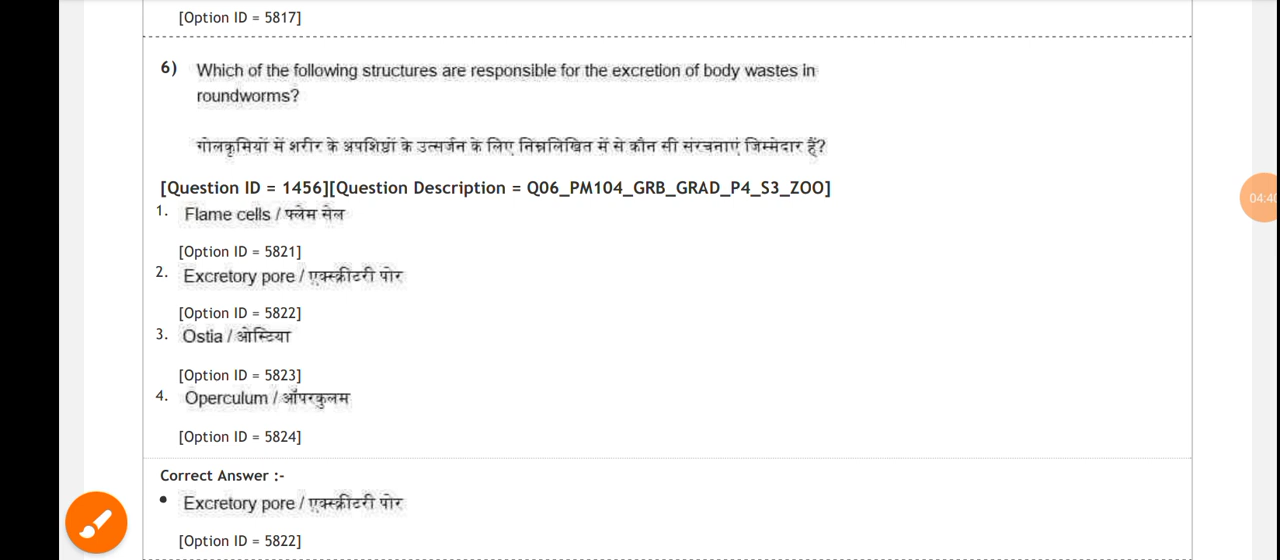 [Option ID = 5817]
6) Which of the following structures are responsible for the excretion of body wastes in
roundworms?
गोलकृमियों में शरीर के अपशिष्ठों के उत्सर्जन के लिए निम्नलिखित में से कौन सी संरचनाएं जिम्मेदार हैं?
[Question ID = 1456][Question Description = Q06_PM104_GRB_GRAD_P4_S3_ZOO]
1. Flame cells / फ्लेम सेल
[Option ID = 5821]
2. Excretory pore / एक्स्क्रीटरी पोर
[Option ID = 5822]
3. Ostia / ओस्टिया
[Option ID = 5823]
4. Operculum / ऑपरकुलम
[Option ID = 5824]
Correct Answer :-
• Excretory pore / एक्स्क्रीटरी पोर
[Option ID = 5822]